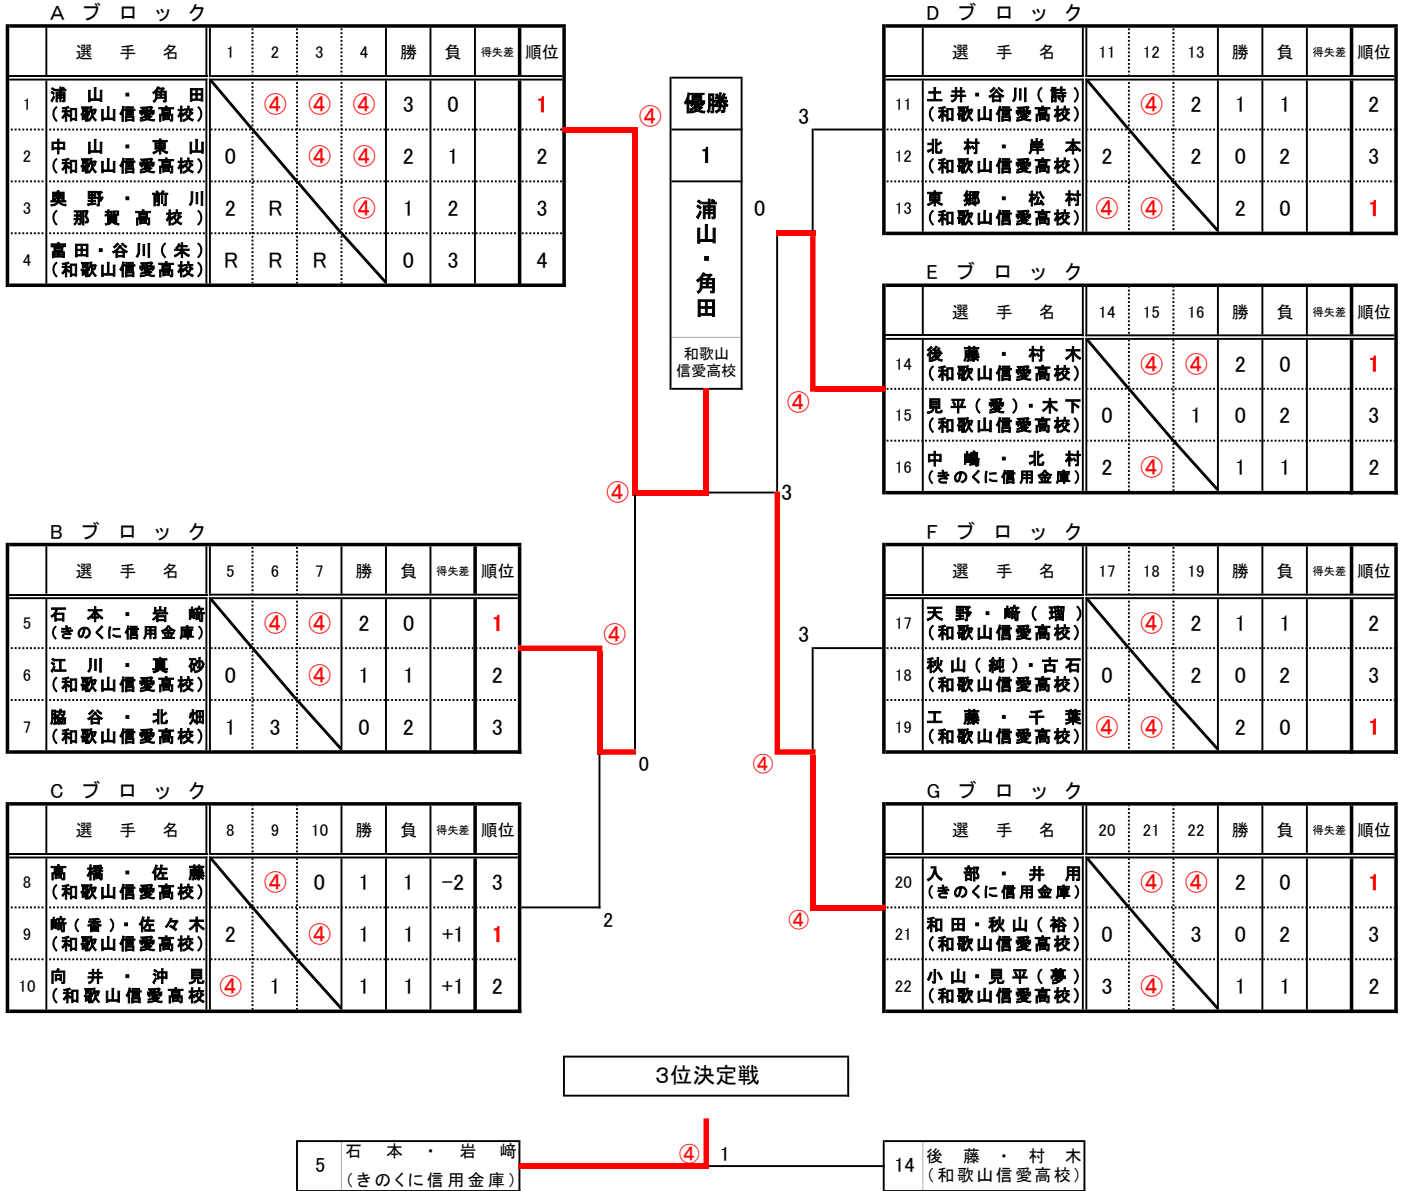 A ブ ロ ッ ク
選 手 名 1 2 3 4 勝 負 得失差 順位
1 浦 山 ・ 角 田 ④ ④ ④ 3 0 1
(和歌山信愛高校)
2 中 山 ・ 東 山 0 ④ ④ 2 1 2
(和歌山信愛高校)
3 奥 野 ・ 前 川 2 R ④ 1 2 3
( 那 賀 高 校 )
4 富田・谷川(朱) R R R 0 3 4
(和歌山信愛高校)
B ブ ロ ッ ク
選 手 名 5 6 7 勝 負 得失差 順位
5 石 本 ・ 岩 﨑 ④ ④ 2 0 1
(きのくに信用金庫)
6 江 川 ・ 真 砂 0 ④ 1 1 2
(和歌山信愛高校)
7 脇 谷 ・ 北 畑 1 3 0 2 3
(和歌山信愛高校)
C ブ ロ ッ ク
選 手 名 8 9 10 勝 負 得失差 順位
8 高 橋 ・ 佐 藤 ④ 0 1 1 −2 3
(和歌山信愛高校)
9 﨑(香)・佐々木 2 ④ 1 1 +1 1
(和歌山信愛高校)
10 向 井 ・ 沖 見 ④ 1 1 1 +1 2
(和歌山信愛高校
④
④
④
0
2
優勝
1
浦山・角田
和歌山
信愛高校
3
0
④
3
3
④
④
D ブ ロ ッ ク
選 手 名 11 12 13 勝 負 得失差 順位
11 土井・谷川(詩) ④ 2 1 1 2
(和歌山信愛高校)
12 北 村 ・ 岸 本 2 2 0 2 3
(和歌山信愛高校)
13 東 郷 ・ 松 村 ④ ④ 2 0 1
(和歌山信愛高校)
E ブ ロ ッ ク
選 手 名 14 15 16 勝 負 得失差 順位
14 後 藤 ・ 村 木 ④ ④ 2 0 1
(和歌山信愛高校)
15 見平(愛)・木下 0 1 0 2 3
(和歌山信愛高校)
16 中 嶋 ・ 北 村 2 ④ 1 1 2
(きのくに信用金庫)
F ブ ロ ッ ク
選 手 名 17 18 19 勝 負 得失差 順位
17 天野・﨑(瑠) ④ 2 1 1 2
(和歌山信愛高校)
18 秋山(純)・古石 0 2 0 2 3
(和歌山信愛高校)
19 工 藤 ・ 千 葉 ④ ④ 2 0 1
(和歌山信愛高校)
G ブ ロ ッ ク
選 手 名 20 21 22 勝 負 得失差 順位
20 入 部 ・ 井 用 ④ ④ 2 0 1
(きのくに信用金庫)
21 和田・秋山(裕) 0 3 0 2 3
(和歌山信愛高校)
22 小山・見平(夢) 3 ④ 1 1 2
(和歌山信愛高校)
3位決定戦
5 石 本 ・ 岩 﨑 ④ 1 14 後 藤 ・ 村 木
(きのくに信用金庫) (和歌山信愛高校)